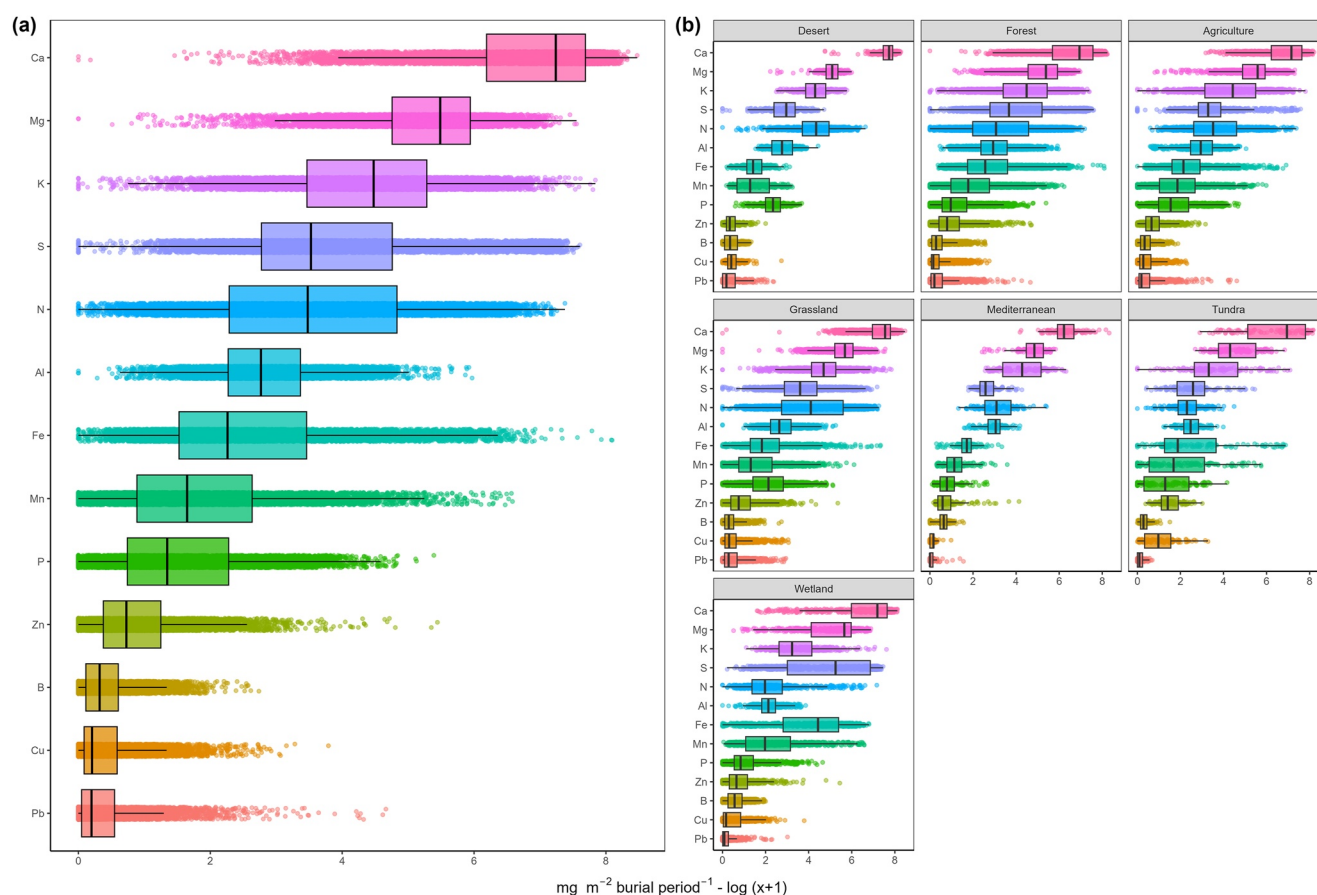 (a)
Ca
Mg
K
S
N
Al
Fe
Mn
P
Zn
B
Cu
Pb
0 2 4 6 8
(b)
Desert Forest Agriculture
Ca
Mg
K
S
N
Al
Fe
Mn
P
Zn
B
Cu
Pb
Grassland Mediterranean Tundra
Ca
Mg
K
S
N
Al
Fe
Mn
P
Zn
B
Cu
Pb
0 2 4 6 8 0 2 4 6 8
Wetland
Ca
Mg
K
S
N
Al
Fe
Mn
P
Zn
B
Cu
Pb
0 2 4 6 8
mg m⁻² burial period⁻¹ - log (x+1)